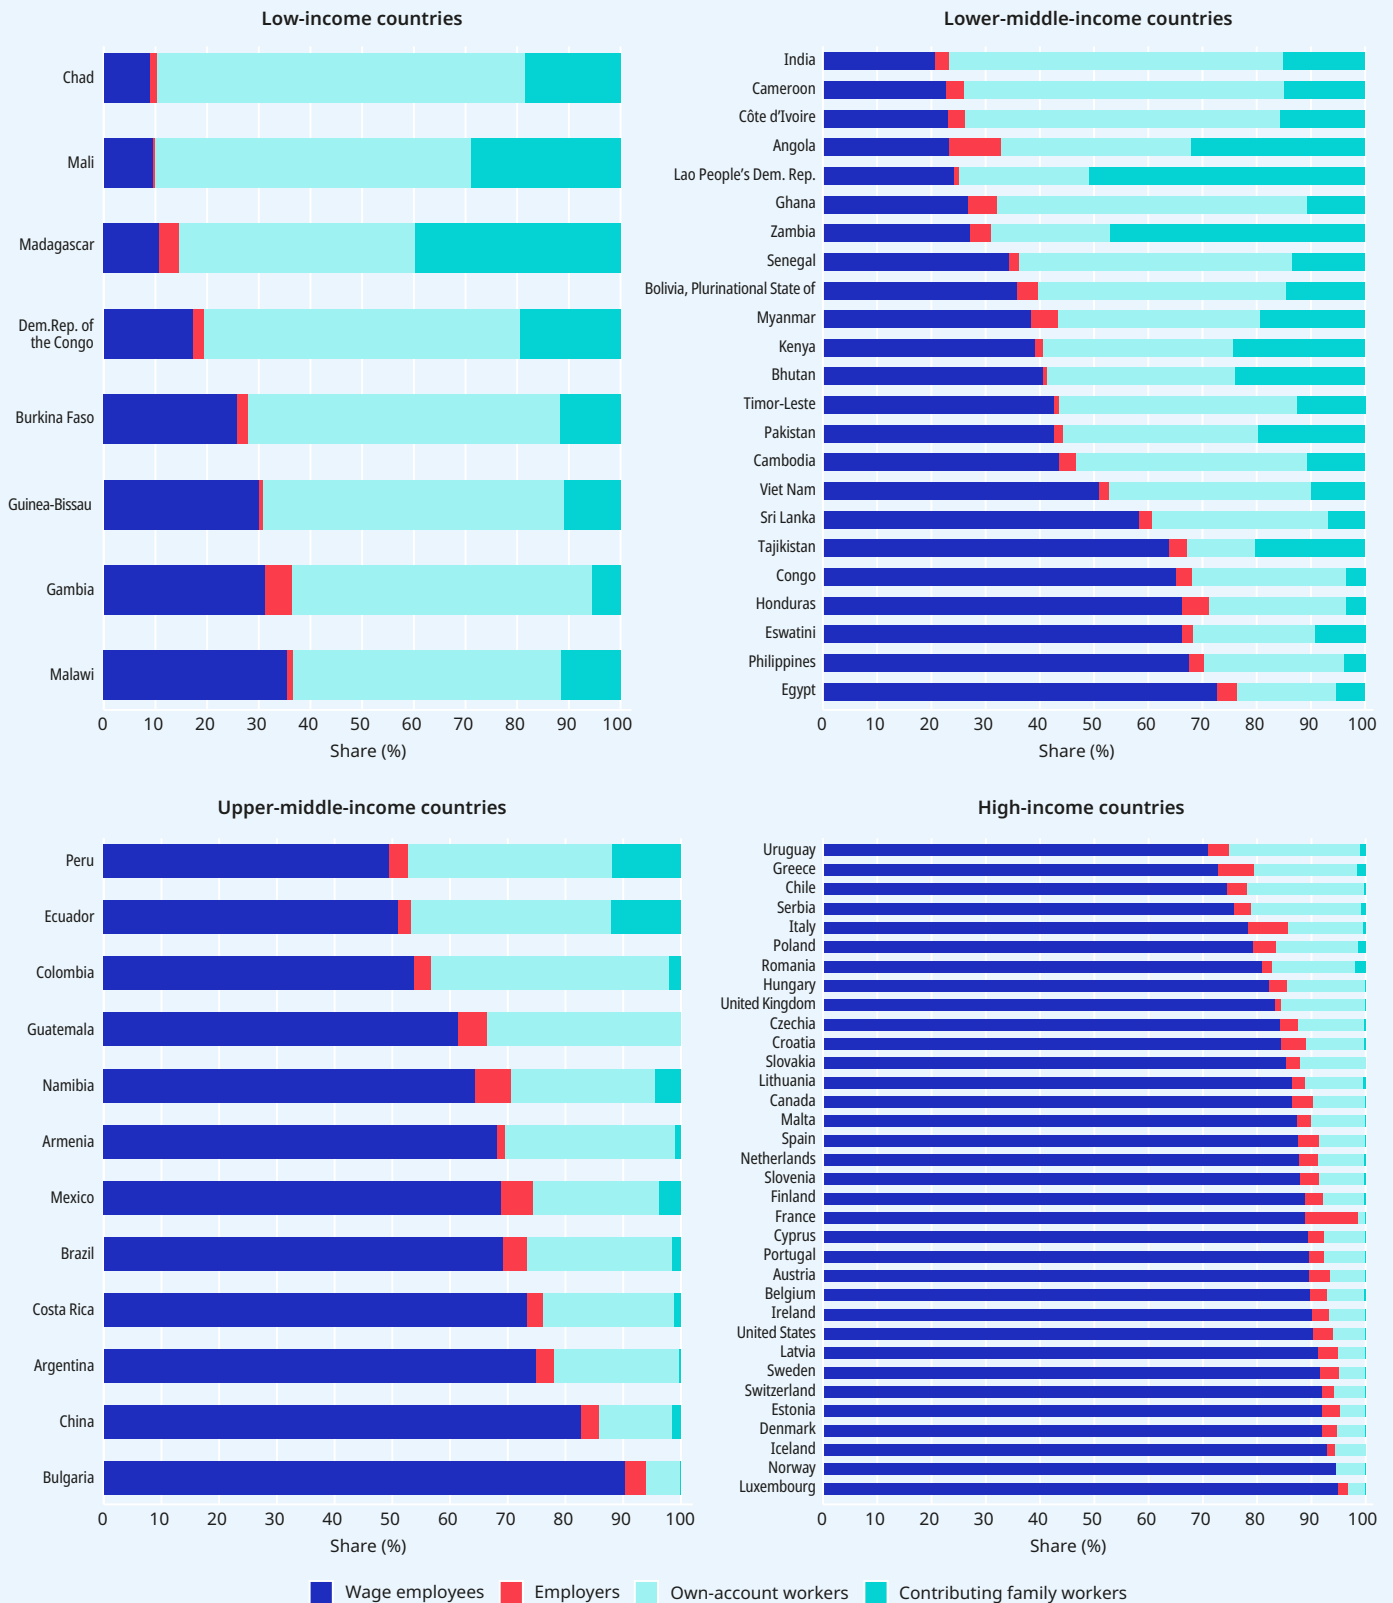 Low-income countries
Chad
Mali
Madagascar
Dem.Rep. of
the Congo
Burkina Faso
Guinea-Bissau
Gambia
Malawi
0 10 20 30 40 50 60 70 80 90 100
Share (%)
Lower-middle-income countries
India
Cameroon
Côte d’Ivoire
Angola
Lao People’s Dem. Rep.
Ghana
Zambia
Senegal
Bolivia, Plurinational State of
Myanmar
Kenya
Bhutan
Timor-Leste
Pakistan
Cambodia
Viet Nam
Sri Lanka
Tajikistan
Congo
Honduras
Eswatini
Philippines
Egypt
0 10 20 30 40 50 60 70 80 90 100
Share (%)
Upper-middle-income countries
Peru
Ecuador
Colombia
Guatemala
Namibia
Armenia
Mexico
Brazil
Costa Rica
Argentina
China
Bulgaria
0 10 20 30 40 50 60 70 80 90 100
Share (%)
High-income countries
Uruguay
Greece
Chile
Serbia
Italy
Poland
Romania
Hungary
United Kingdom
Czechia
Croatia
Slovakia
Lithuania
Canada
Malta
Spain
Netherlands
Slovenia
Finland
France
Cyprus
Portugal
Austria
Belgium
Ireland
United States
Latvia
Sweden
Switzerland
Estonia
Denmark
Iceland
Norway
Luxembourg
0 10 20 30 40 50 60 70 80 90 100
Share (%)
Wage employees Employers Own-account workers Contributing family workers